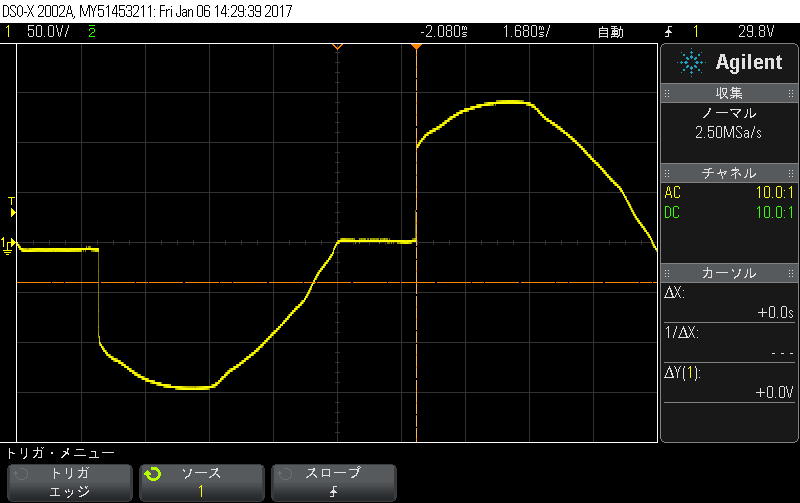 DSO-X 2002A, MY51453211: Fri Jan 06 14:29:39 2017
1 50.0V/ 2 -2.080ms 1.680ms/ 自動 1 29.8V
Agilent
収集
ノーマル
2.50MSa/s
チャネル
AC 10.0:1
DC 10.0:1
T
1
カーソル
ΔX:
+0.0s
1/ΔX:
---
ΔY(1):
+0.0V
トリガ・メニュー
トリガ
エッジ
ソース
1
スロープ